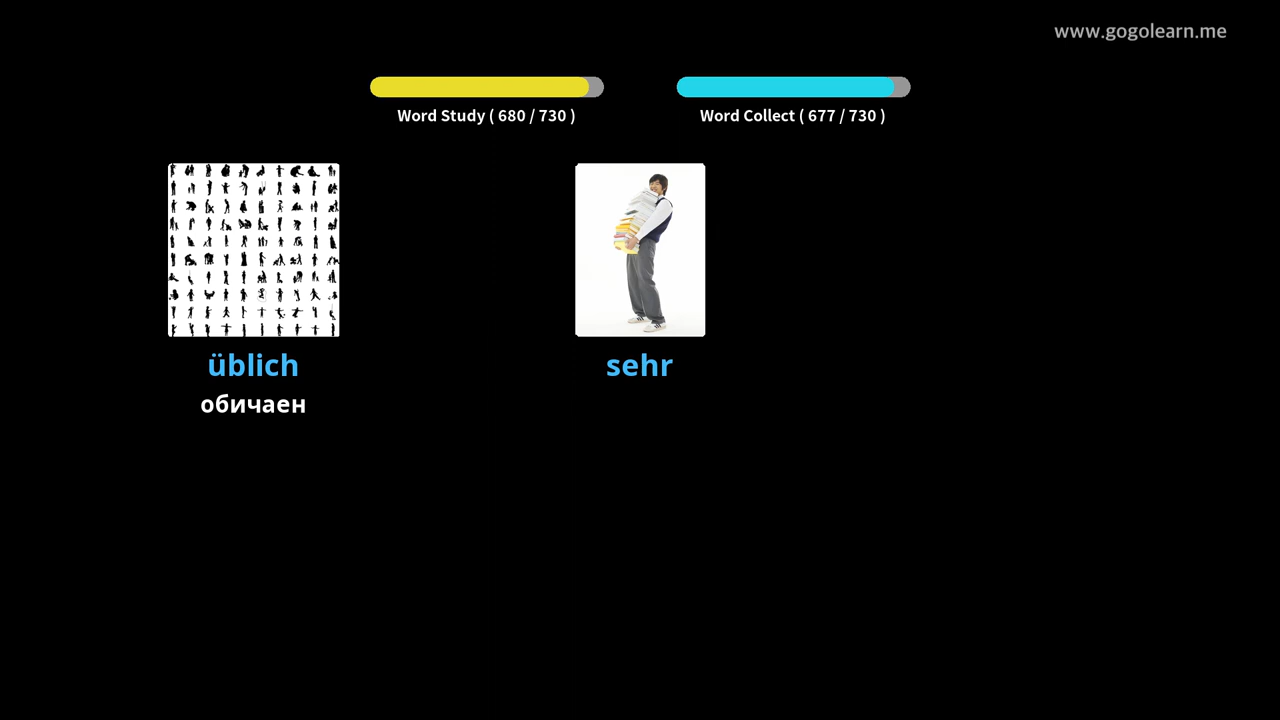 www.gogolearn.me
Word Study ( 680 / 730 )
Word Collect ( 677 / 730 )
üblich
sehr
обичаен